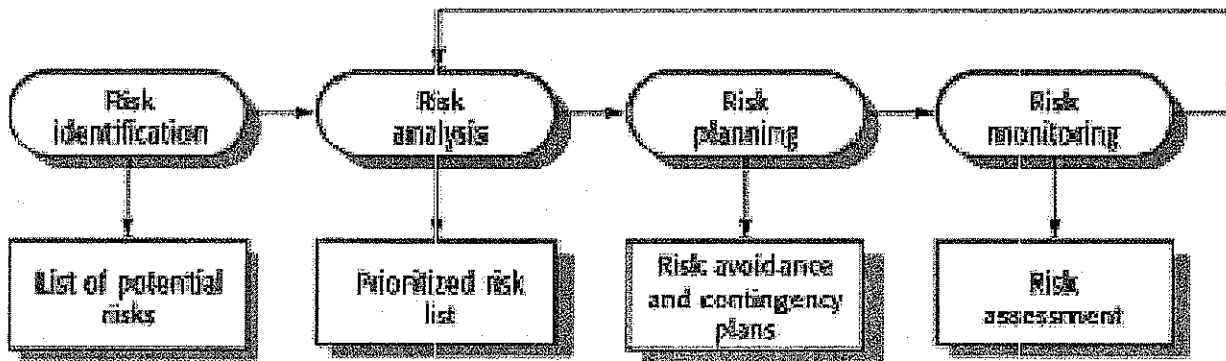 Risk
identification
Risk
analysis
Risk
planning
Risk
monitoring
List of potential
risks
Prioritized risk
list
Risk avoidance
and contingency
plans
Risk
assessment